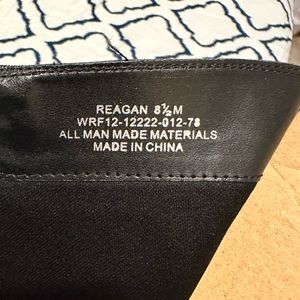 REAGAN 8½M
WRF12-12222-012-78
ALL MAN MADE MATERIALS
MADE IN CHINA